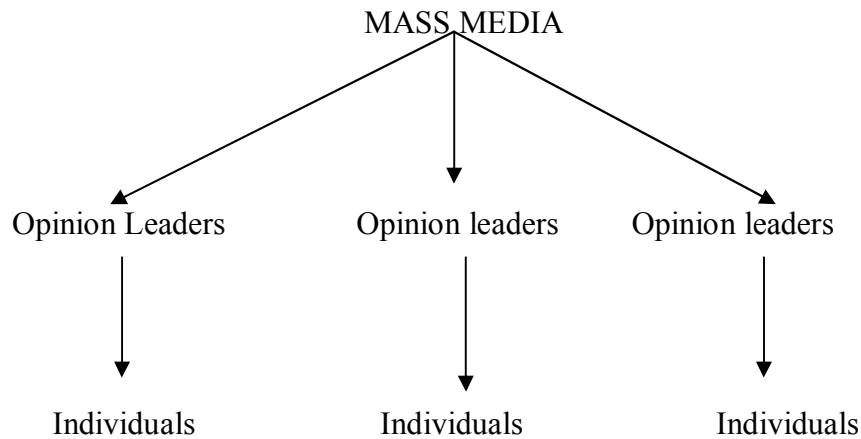 MASS MEDIA
Opinion Leaders Opinion leaders Opinion leaders
Individuals Individuals Individuals